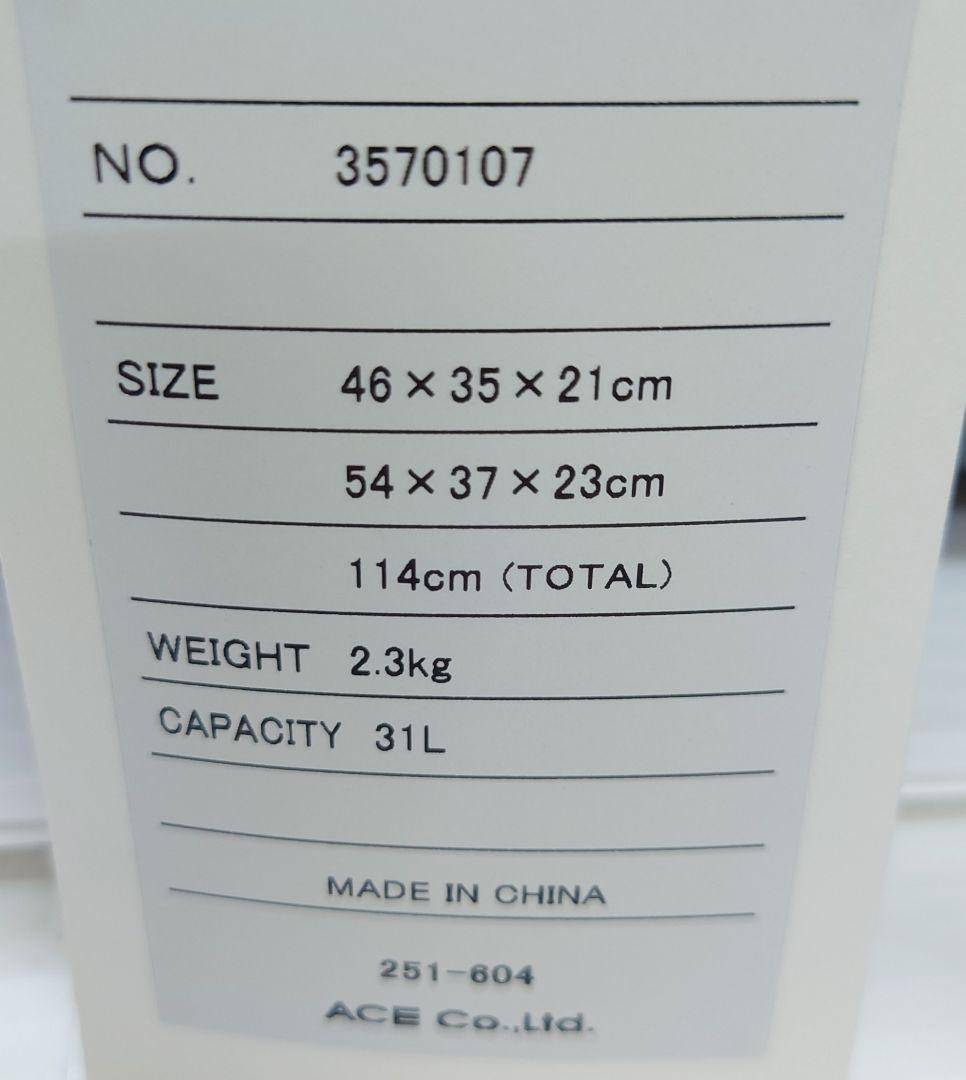 NO. 3570107
SIZE 46×35×21cm
54×37×23cm
114cm (TOTAL)
WEIGHT 2.3kg
CAPACITY 31L
MADE IN CHINA
251-604
ACE Co.,Ltd.